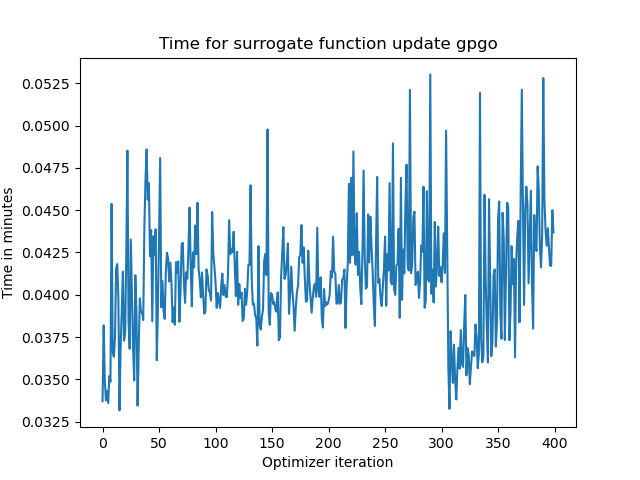 Time for surrogate function update gpgo
Time in minutes
0.0525
0.0500
0.0475
0.0450
0.0425
0.0400
0.0375
0.0350
0.0325
0 50 100 150 200 250 300 350 400
Optimizer iteration